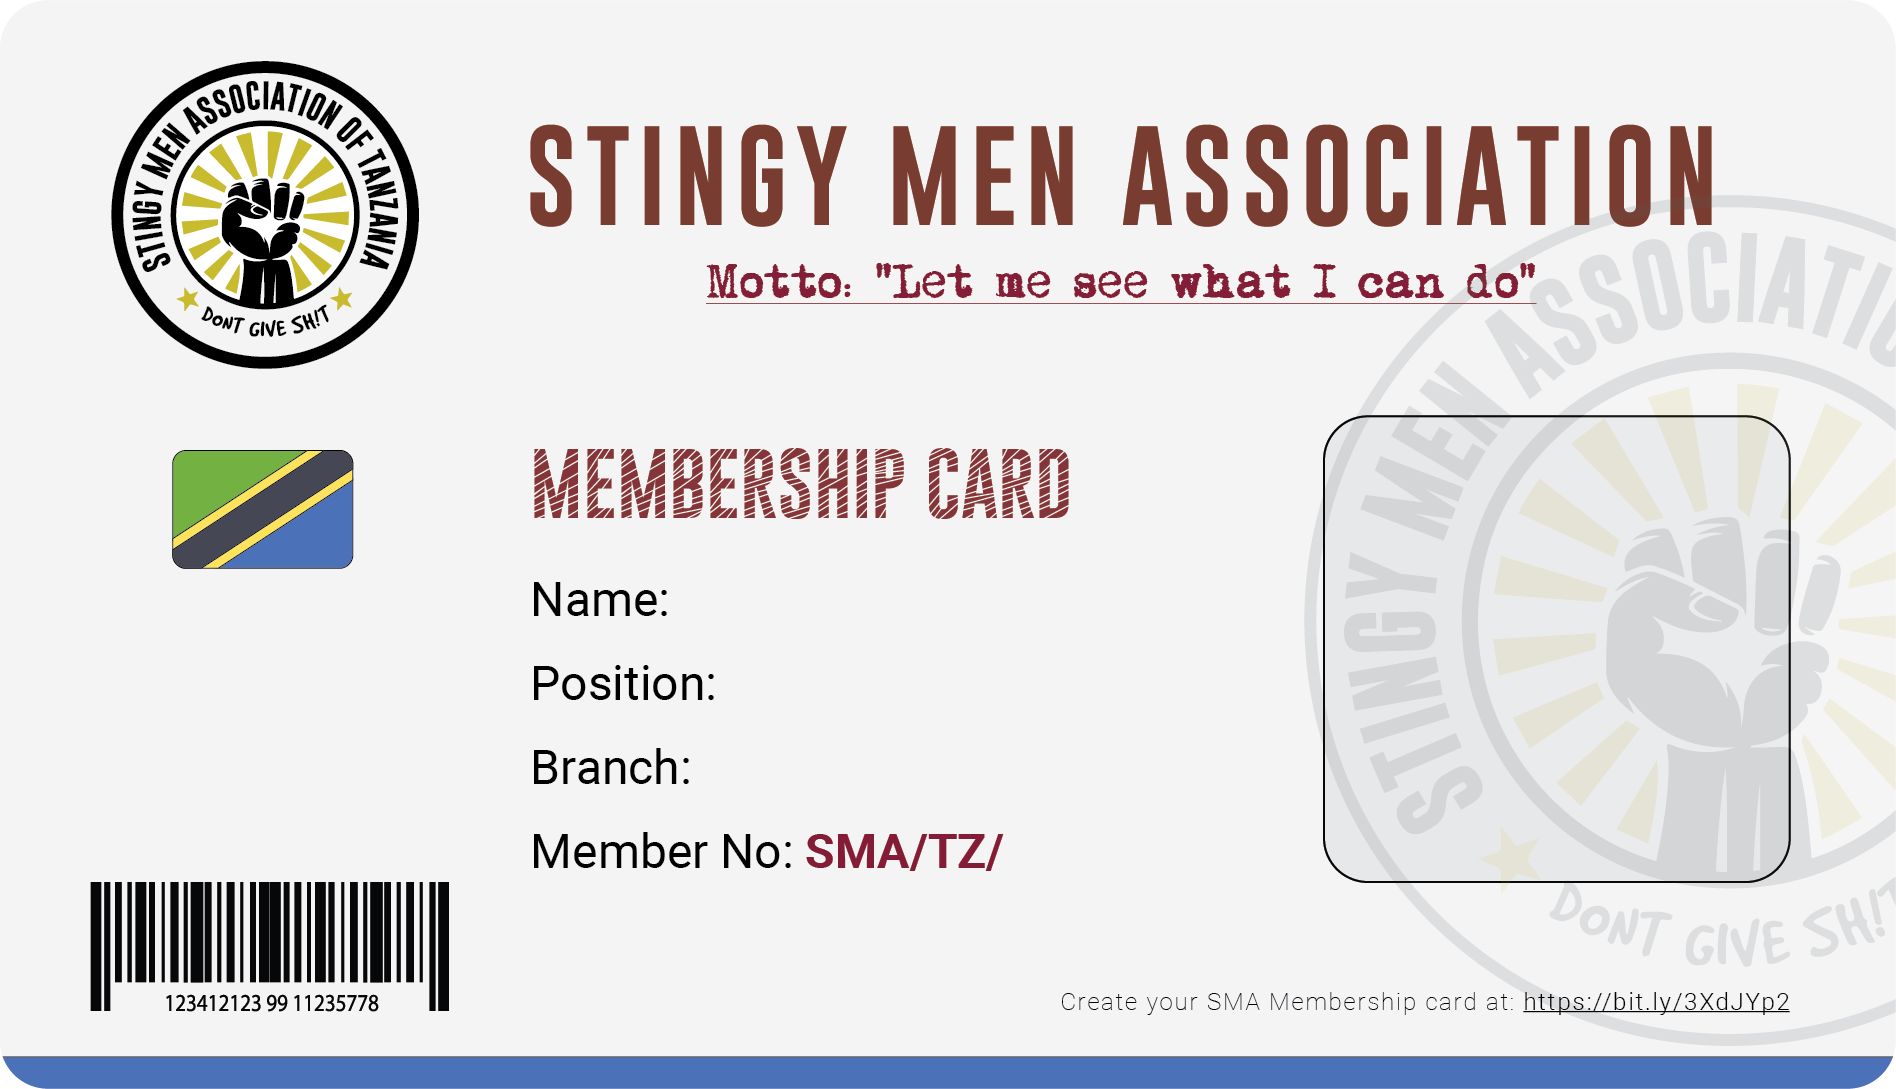 STINGY MEN ASSOCIATION OF TANZANIA
DONT GIVE SH!T
STINGY MEN ASSOCIATION
Motto: "Let me see what I can do"
MEMBERSHIP CARD
Name:
Position:
Branch:
Member No: SMA/TZ/
STINGY MEN ASSOCIATIO
DONT GIVE SH!T
123412123 99 11235778
Create your SMA Membership card at: https://bit.ly/3XdJYp2